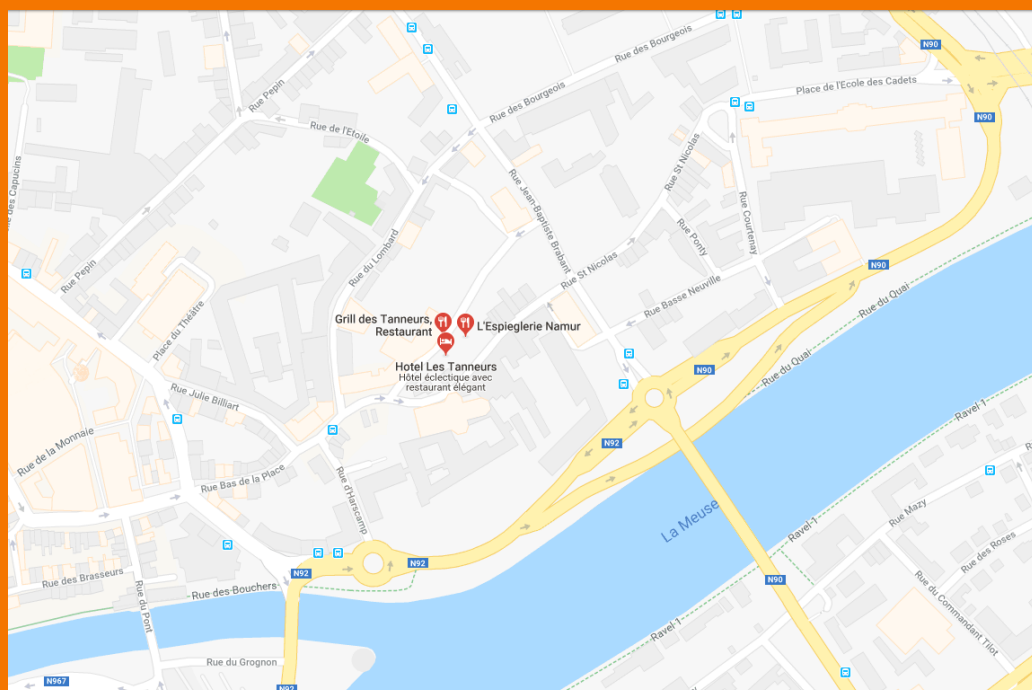 Rue des Bourgeois
N90
Place de l'Ecole des Cadets
Rue Pepin
Rue des Bourgeois
N90
Rue de l'Etoile
Rue St Nicolas
Rue des Capucins
Rue Jean-Baptiste Brabant
Rue Courtenay
Rue Ponty
Rue du Lombard
Rue Pepin
Rue St Nicolas
N90
Rue Basse Neuville
Rue du Quai
Place du Théâtre
Grill des Tanneurs,
Restaurant
L'Espieglerie Namur
Hotel Les Tanneurs
Hôtel éclectique avec
restaurant élégant
N90
Rue du Quai
Rue Julie Billiart
Ravel 1
Rue de la Monnaie
N92
Rue Bas de la Place
Rue d'Harscamp
La Meuse
Rue Mazy
Ravel 1
Rue des Roses
N92
N92
Rue des Brasseurs
Rue des Bouchers
N90
Rue du Pont
Rue du Commandant Tilot
Ravel 1
Rue du Grognon
N967
N92